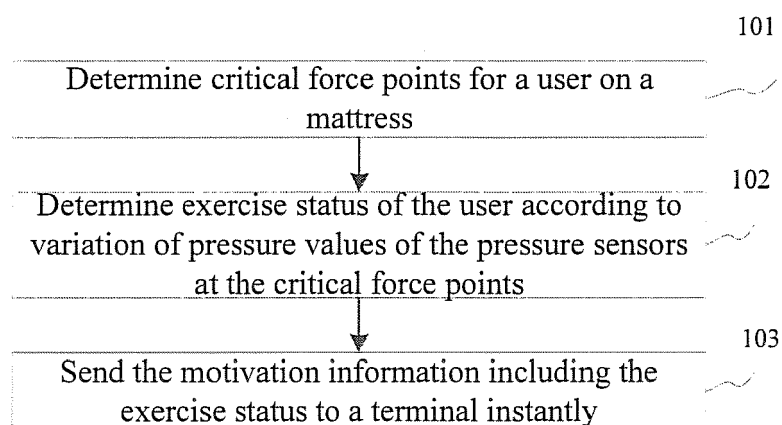 101
Determine critical force points for a user on a
mattress
102
Determine exercise status of the user according to
variation of pressure values of the pressure sensors
at the critical force points
103
Send the motivation information including the
exercise status to a terminal instantly